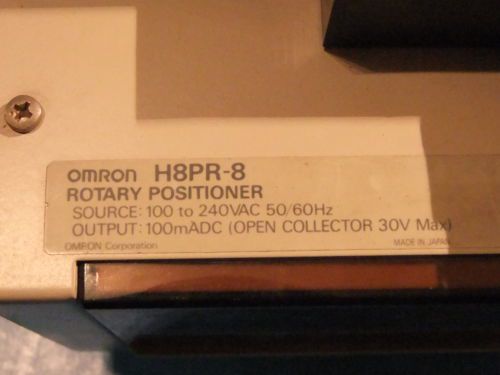 OMRON H8PR-8
ROTARY POSITIONER
SOURCE: 100 to 240VAC 50/60Hz
OUTPUT: 100mADC (OPEN COLLECTOR 30V Max)
OMRON Corporation MADE IN JAPAN